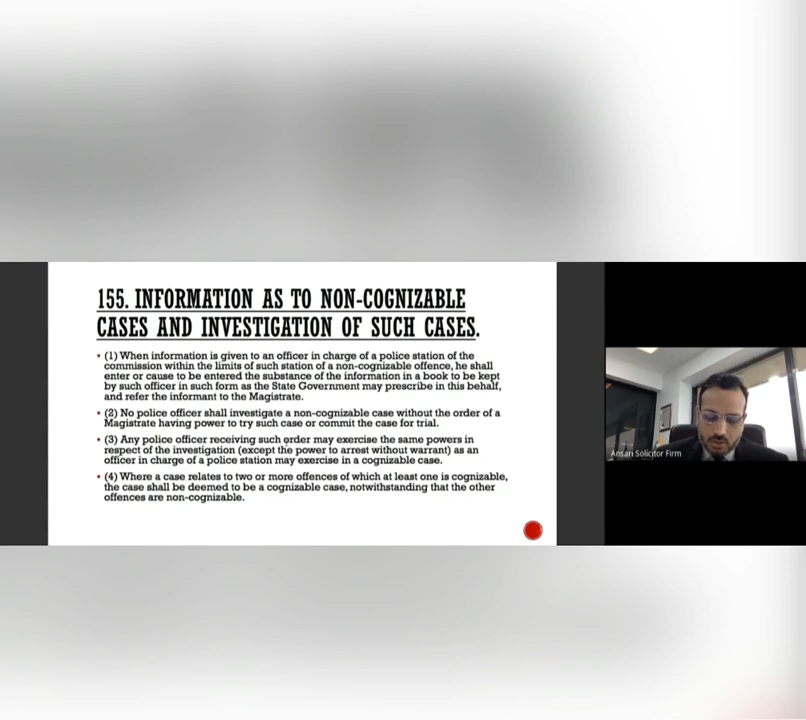 155. INFORMATION AS TO NON-COGNIZABLE
CASES AND INVESTIGATION OF SUCH CASES.
• (1) When information is given to an officer in charge of a police station of the
commission within the limits of such station of a non-cognizable offence, he shall
enter or cause to be entered the substance of the information in a book to be kept
by such officer in such form as the State Government may prescribe in this behalf,
and refer the informant to the Magistrate.
• (2) No police officer shall investigate a non-cognizable case without the order of a
Magistrate having power to try such case or commit the case for trial.
• (3) Any police officer receiving such order may exercise the same powers in
respect of the investigation (except the power to arrest without warrant) as an
officer in charge of a police station may exercise in a cognizable case.
• (4) Where a case relates to two or more offences of which at least one is cognizable,
the case shall be deemed to be a cognizable case, notwithstanding that the other
offences are non-cognizable.
Ansari Solicitor Firm